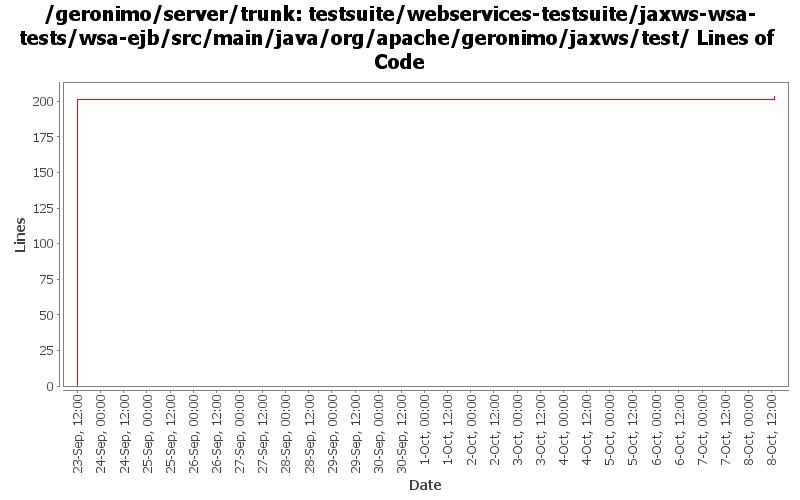 /geronimo/server/trunk: testsuite/webservices-testsuite/jaxws-wsa-
tests/wsa-ejb/src/main/java/org/apache/geronimo/jaxws/test/ Lines of
Code
Lines
200
175
150
125
100
75
50
25
0
23-Sep, 12:00
24-Sep, 00:00
24-Sep, 12:00
25-Sep, 00:00
25-Sep, 12:00
26-Sep, 00:00
26-Sep, 12:00
27-Sep, 00:00
27-Sep, 12:00
28-Sep, 00:00
28-Sep, 12:00
29-Sep, 00:00
29-Sep, 12:00
30-Sep, 00:00
30-Sep, 12:00
1-Oct, 00:00
1-Oct, 12:00
2-Oct, 00:00
2-Oct, 12:00
3-Oct, 00:00
3-Oct, 12:00
4-Oct, 00:00
4-Oct, 12:00
5-Oct, 00:00
5-Oct, 12:00
6-Oct, 00:00
6-Oct, 12:00
7-Oct, 00:00
7-Oct, 12:00
8-Oct, 00:00
8-Oct, 12:00
Date